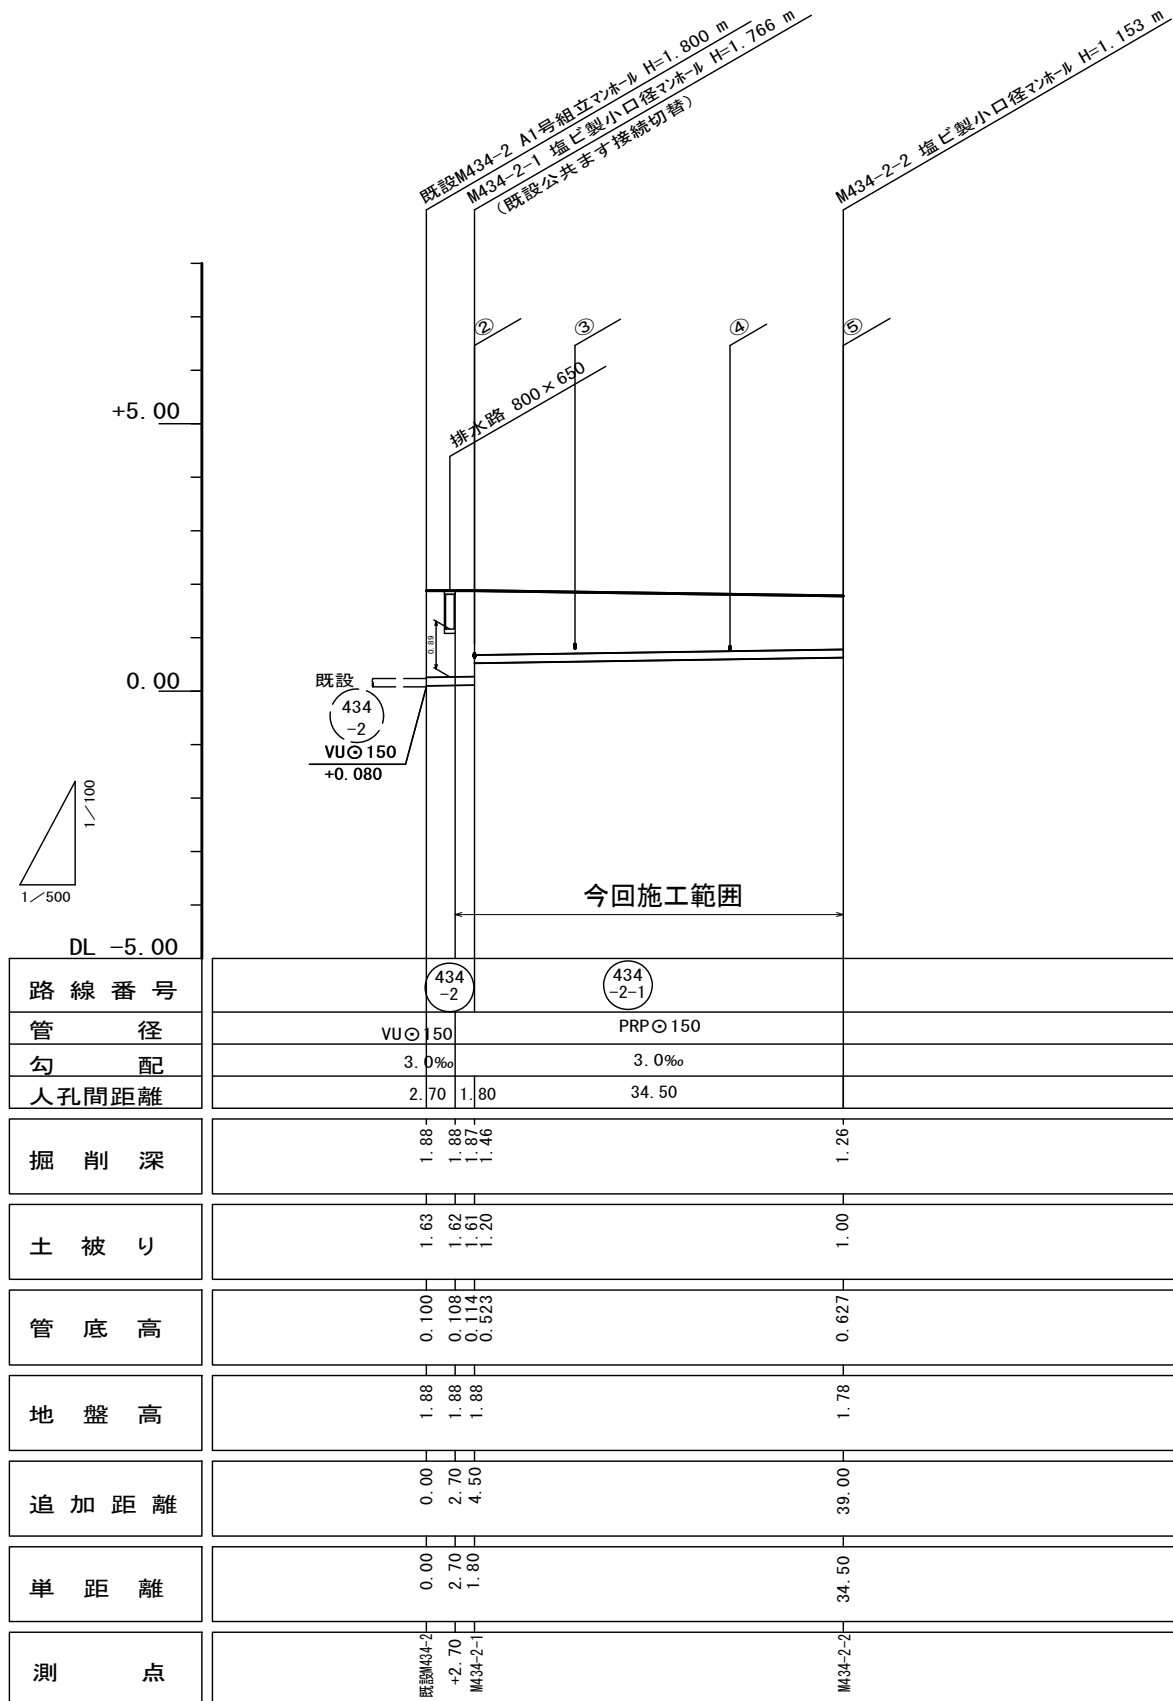 既設M434-2 A1号組立マンホール H=1.800 m
M434-2-1 塩ビ製小口径マンホール H=1.766 m
(既設公共ます接続切替)
M434-2-2 塩ビ製小口径マンホール H=1.153 m
② ③ ④ ⑤
排水路 800×650
+5.00
0.89
0.00
既設
434
-2
VU⊙150
+0.080
1/100
1/500
今回施工範囲
DL -5.00
路線番号 434 -2 434 -2-1
管径 VU⊙150 PRP⊙150
勾配 3.0‰ 3.0‰
人孔間距離 2.70 1.80 34.50
掘削深 1.88 1.88 1.87 1.46 1.26
土被り 1.63 1.62 1.61 1.20 1.00
管底高 0.100 0.108 0.114 0.523 0.627
地盤高 1.88 1.88 1.88 1.78
追加距離 0.00 2.70 4.50 39.00
単距離 0.00 2.70 1.80 34.50
測点 既設M434-2 +2.70 M434-2-1 M434-2-2